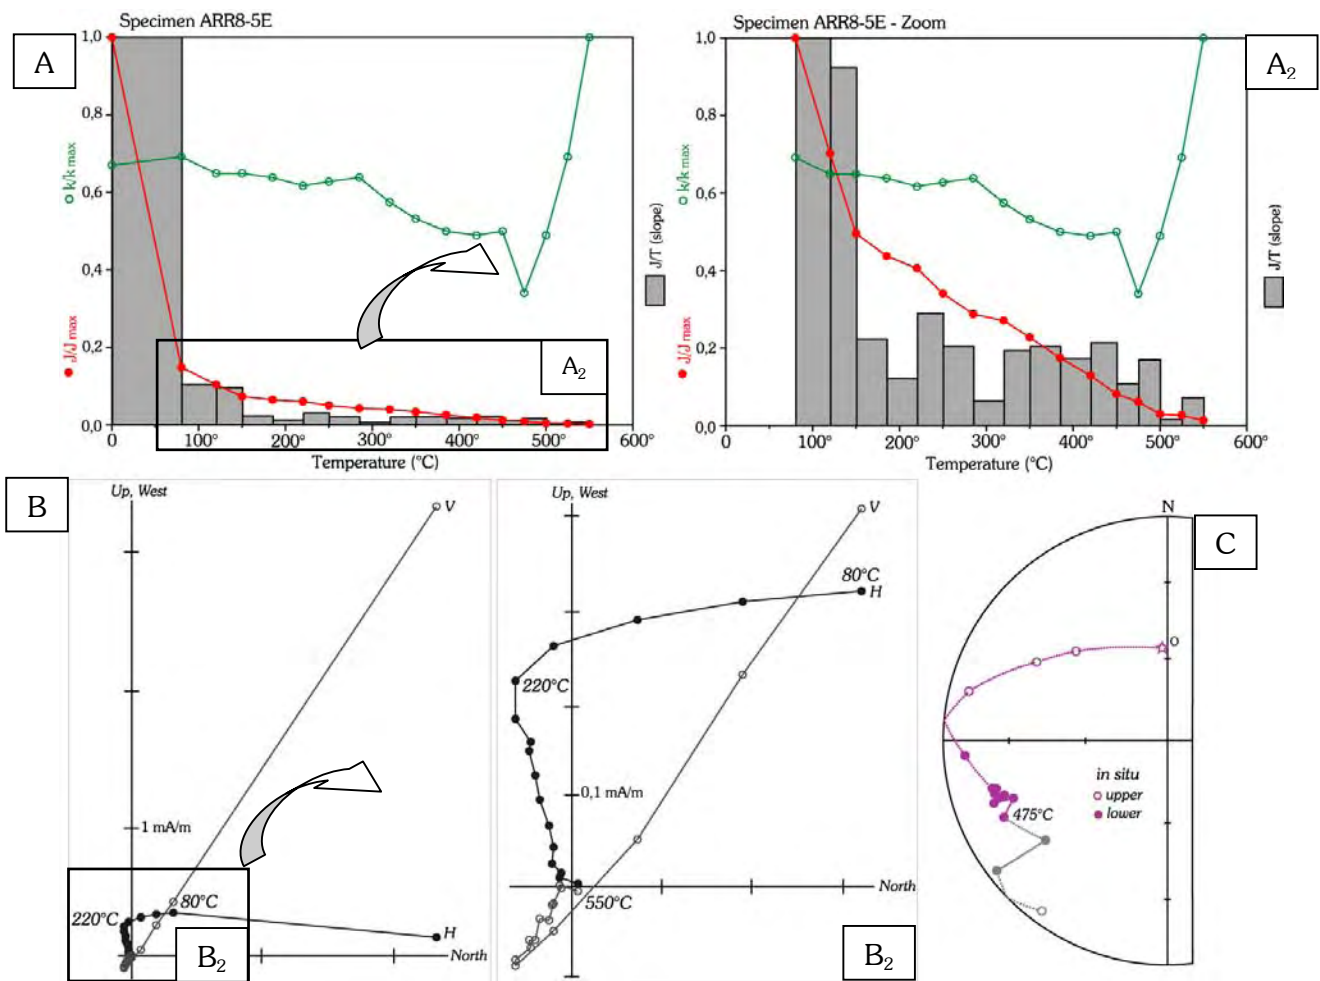 Specimen ARR8-5E
A
1,0
0,8
0,6
0,4
0,2
0,0
k/k max
J/J max
J/T (slope)
A2
0
100°
200°
300°
400°
500°
600°
Temperature (°C)
Specimen ARR8-5E - Zoom
A2
1,0
0,8
0,6
0,4
0,2
0,0
k/k max
J/J max
J/T (slope)
0
100°
200°
300°
400°
500°
600°
Temperature (°C)
B
Up, West
V
1 mA/m
220°C
80°C
H
North
B2
Up, West
V
80°C
H
220°C
0,1 mA/m
North
550°C
B2
N
C
0
in situ
upper
lower
475°C